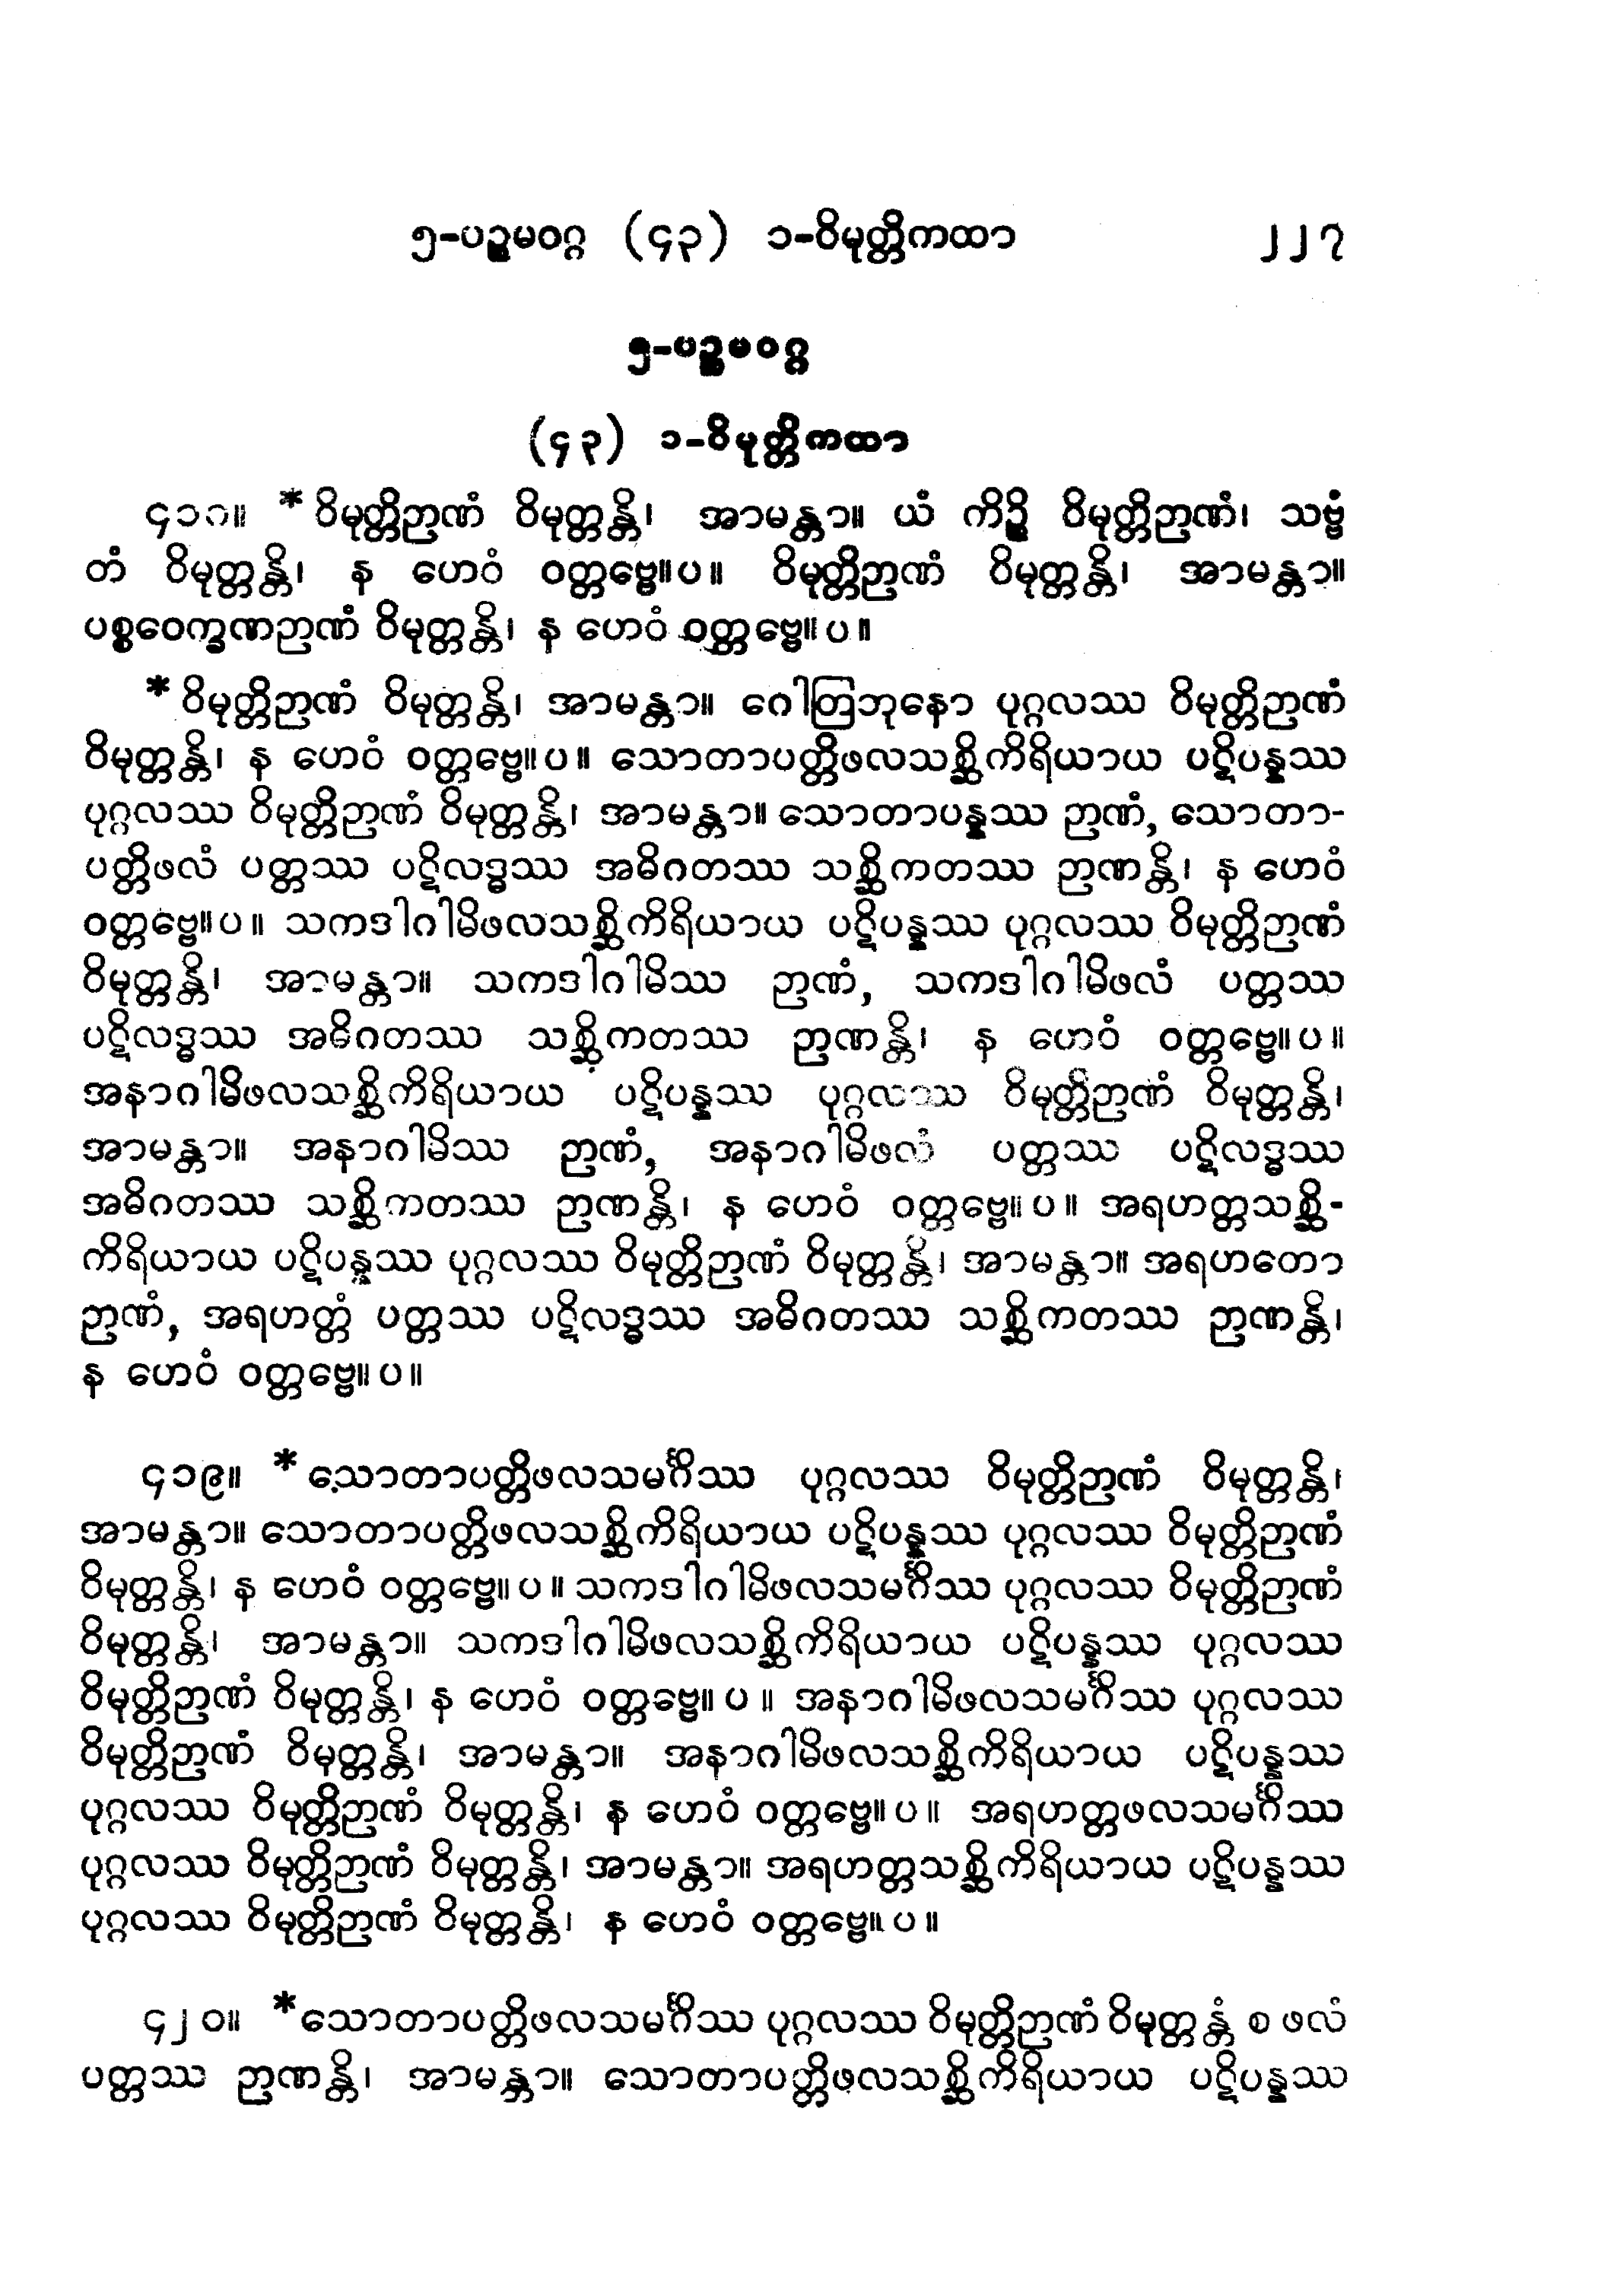 ၅-ပဉ္စမဝဂ္ဂ (၄၃) ၁-ဝိမုတ္တိကထာ ၂၂၇
၅-ပဉ္စမဝဂ္ဂ
(၄၃) ၁-ဝိမုတ္တိကထာ
၄၁၈။ *ဝိမုတ္တိဉာဏံ ဝိမုတ္တန္တိ၊ အာမန္တာ။ ယံ ကိဉ္စိ ဝိမုတ္တိဉာဏံ၊ သဗ္ဗံ
တံ ဝိမုတ္တန္တိ၊ န ဟေဝံ ဝတ္တဗ္ဗေ။ပ။ ဝိမုတ္တိဉာဏံ ဝိမုတ္တန္တိ၊ အာမန္တာ။
ပစ္စဝေက္ခဏဉာဏံ ဝိမုတ္တန္တိ၊ န ဟေဝံ ဝတ္တဗ္ဗေ။ပ။
*ဝိမုတ္တိဉာဏံ ဝိမုတ္တန္တိ၊ အာမန္တာ။ ဂေါတြဘုနော ပုဂ္ဂလဿ ဝိမုတ္တိဉာဏံ
ဝိမုတ္တန္တိ၊ န ဟေဝံ ဝတ္တဗ္ဗေ။ပ။ သောတာပတ္တိဖလသစ္ဆိကိရိယာယ ပဋိပန္နဿ
ပုဂ္ဂလဿ ဝိမုတ္တိဉာဏံ ဝိမုတ္တန္တိ၊ အာမန္တာ။ သောတာပန္နဿ ဉာဏံ, သောတာ-
ပတ္တိဖလံ ပတ္တဿ ပဋိလဒ္ဓဿ အဓိဂတဿ သစ္ဆိကတဿ ဉာဏန္တိ၊ န ဟေဝံ
ဝတ္တဗ္ဗေ။ပ။ သကဒါဂါမိဖလသစ္ဆိကိရိယာယ ပဋိပန္နဿ ပုဂ္ဂလဿ ဝိမုတ္တိဉာဏံ
ဝိမုတ္တန္တိ၊ အာမန္တာ။ သကဒါဂါမိဿ ဉာဏံ, သကဒါဂါမိဖလံ ပတ္တဿ
ပဋိလဒ္ဓဿ အဓိဂတဿ သစ္ဆိကတဿ ဉာဏန္တိ၊ န ဟေဝံ ဝတ္တဗ္ဗေ။ပ။
အနာဂါမိဖလသစ္ဆိကိရိယာယ ပဋိပန္နဿ ပုဂ္ဂလဿ ဝိမုတ္တိဉာဏံ ဝိမုတ္တန္တိ၊
အာမန္တာ။ အနာဂါမိဿ ဉာဏံ, အနာဂါမိဖလံ ပတ္တဿ ပဋိလဒ္ဓဿ
အဓိဂတဿ သစ္ဆိကတဿ ဉာဏန္တိ၊ န ဟေဝံ ဝတ္တဗ္ဗေ။ပ။ အရဟတ္တသစ္ဆိ-
ကိရိယာယ ပဋိပန္နဿ ပုဂ္ဂလဿ ဝိမုတ္တိဉာဏံ ဝိမုတ္တန္တိ၊ အာမန္တာ။ အရဟတော
ဉာဏံ, အရဟတ္တံ ပတ္တဿ ပဋိလဒ္ဓဿ အဓိဂတဿ သစ္ဆိကတဿ ဉာဏန္တိ၊
န ဟေဝံ ဝတ္တဗ္ဗေ။ပ။
၄၁၉။ *သောတာပတ္တိဖလသမင်္ဂိဿ ပုဂ္ဂလဿ ဝိမုတ္တိဉာဏံ ဝိမုတ္တန္တိ၊
အာမန္တာ။ သောတာပတ္တိဖလသစ္ဆိကိရိယာယ ပဋိပန္နဿ ပုဂ္ဂလဿ ဝိမုတ္တိဉာဏံ
ဝိမုတ္တန္တိ၊ န ဟေဝံ ဝတ္တဗ္ဗေ။ပ။ သကဒါဂါမိဖလသမင်္ဂိဿ ပုဂ္ဂလဿ ဝိမုတ္တိဉာဏံ
ဝိမုတ္တန္တိ၊ အာမန္တာ။ သကဒါဂါမိဖလသစ္ဆိကိရိယာယ ပဋိပန္နဿ ပုဂ္ဂလဿ
ဝိမုတ္တိဉာဏံ ဝိမုတ္တန္တိ၊ န ဟေဝံ ဝတ္တဗ္ဗေ။ပ။ အနာဂါမိဖလသမင်္ဂိဿ ပုဂ္ဂလဿ
ဝိမုတ္တိဉာဏံ ဝိမုတ္တန္တိ၊ အာမန္တာ။ အနာဂါမိဖလသစ္ဆိကိရိယာယ ပဋိပန္နဿ
ပုဂ္ဂလဿ ဝိမုတ္တိဉာဏံ ဝိမုတ္တန္တိ၊ န ဟေဝံ ဝတ္တဗ္ဗေ။ပ။ အရဟတ္တဖလသမင်္ဂိဿ
ပုဂ္ဂလဿ ဝိမုတ္တိဉာဏံ ဝိမုတ္တန္တိ၊ အာမန္တာ။ အရဟတ္တသစ္ဆိကိရိယာယ ပဋိပန္နဿ
ပုဂ္ဂလဿ ဝိမုတ္တိဉာဏံ ဝိမုတ္တန္တိ၊ န ဟေဝံ ဝတ္တဗ္ဗေ။ပ။
၄၂၀။ *သောတာပတ္တိဖလသမင်္ဂိဿ ပုဂ္ဂလဿ ဝိမုတ္တိဉာဏံ ဝိမုတ္တန္တံ စ ဖလံ
ပတ္တဿ ဉာဏန္တိ၊ အာမန္တာ။ သောတာပတ္တိဖလသစ္ဆိကိရိယာယ ပဋိပန္နဿ